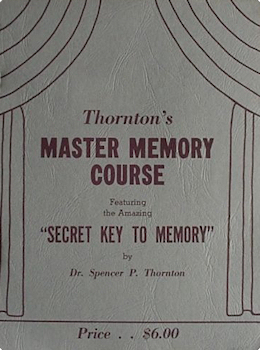 Thornton's
MASTER MEMORY
COURSE
Featuring
the Amazing
"SECRET KEY TO MEMORY"
by
Dr. Spencer P. Thornton
Price . . $6.00